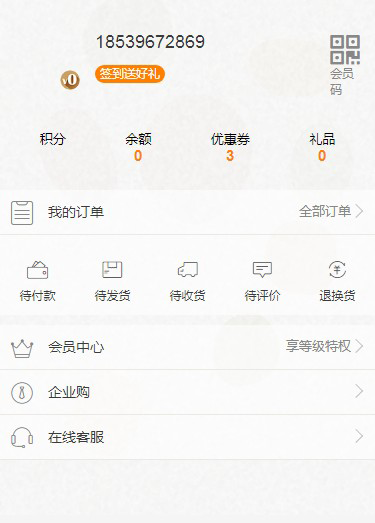 18539672869
V0
签到送好礼
会员
码
积分 余额 优惠券 礼品
0 3 0
我的订单 全部订单
待付款 待发货 待收货 待评价 退换货
会员中心 享等级特权
企业购
在线客服